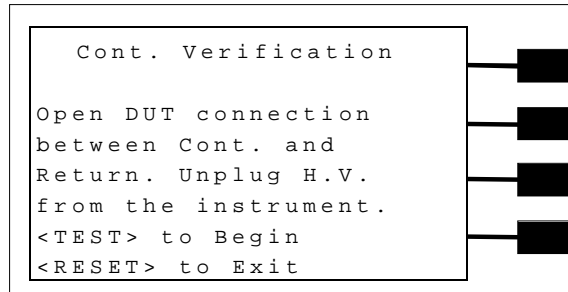 Cont. Verification
Open DUT connection
between Cont. and
Return. Unplug H.V.
from the instrument.
<TEST> to Begin
<RESET> to Exit